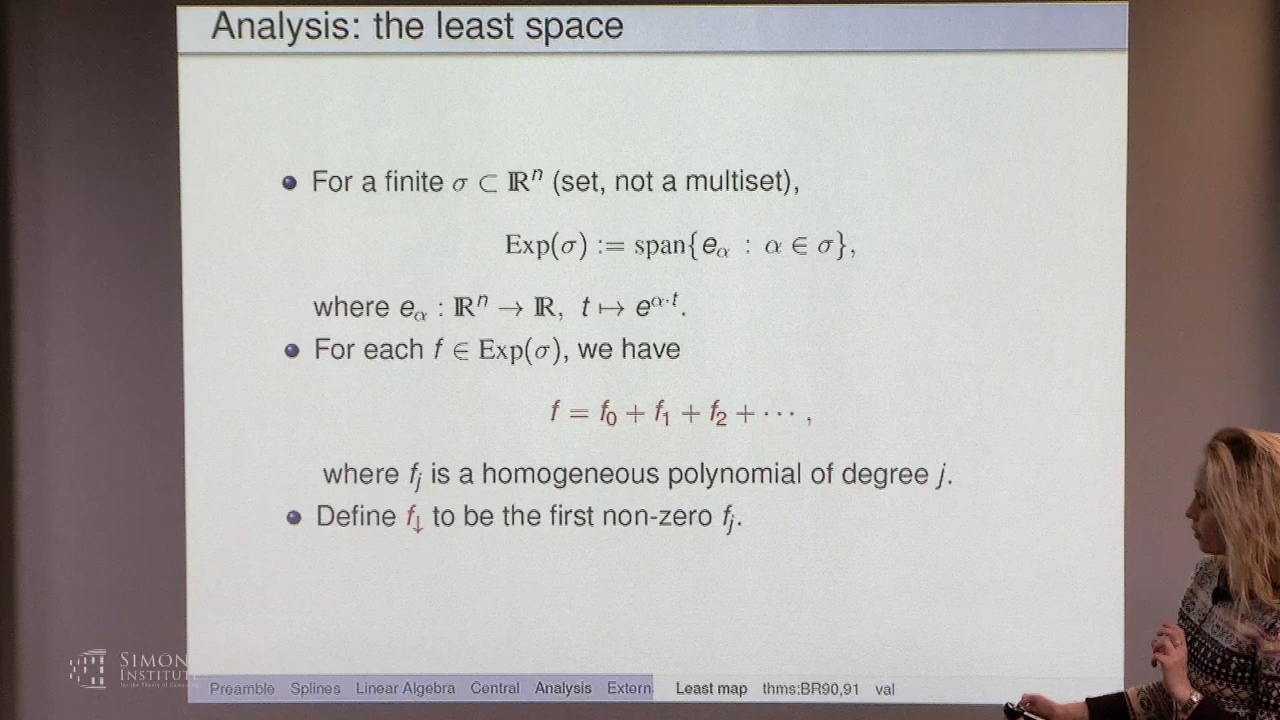 Analysis: the least space
For a finite σ ⊂ ℝⁿ (set, not a multiset),
Exp(σ) := span{e_α : α ∈ σ},
where e_α : ℝⁿ → ℝ, t ↦ e^{α·t}.
For each f ∈ Exp(σ), we have
f = f₀ + f₁ + f₂ + ⋯ ,
where f_j is a homogeneous polynomial of degree j.
Define f_↓ to be the first non-zero f_j.
SIMON
INSTITUTE
Preamble Splines Linear Algebra Central Analysis Extern Least map thms:BR90,91 val